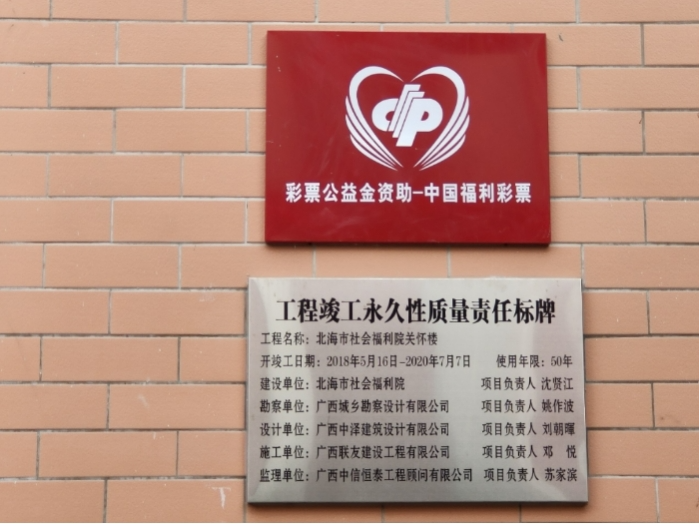 cp
彩票公益金资助-中国福利彩票
工程竣工永久性质量责任标牌
工程名称：北海市社会福利院关怀楼
开竣工日期：2018年5月16日-2020年7月7日 使用年限：50年
建设单位：北海市社会福利院 项目负责人 沈贤江
勘察单位：广西城乡勘察设计有限公司 项目负责人 姚作波
设计单位：广西中泽建筑设计有限公司 项目负责人 刘朝曜
施工单位：广西联友建设工程有限公司 项目负责人 邓 悦
监理单位：广西中信恒泰工程顾问有限公司 项目负责人 苏家滨